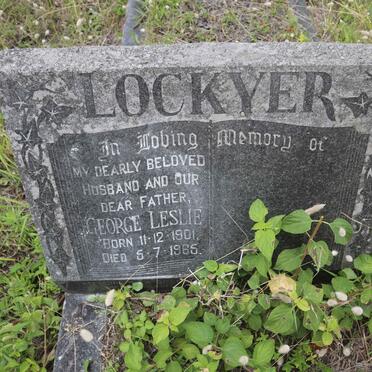 LOCKYER
In Loving Memory of
MY DEARLY BELOVED
HUSBAND AND OUR
DEAR FATHER,
GEORGE LESLIE
BORN 11-12-1901.
DIED 5-7-1965.